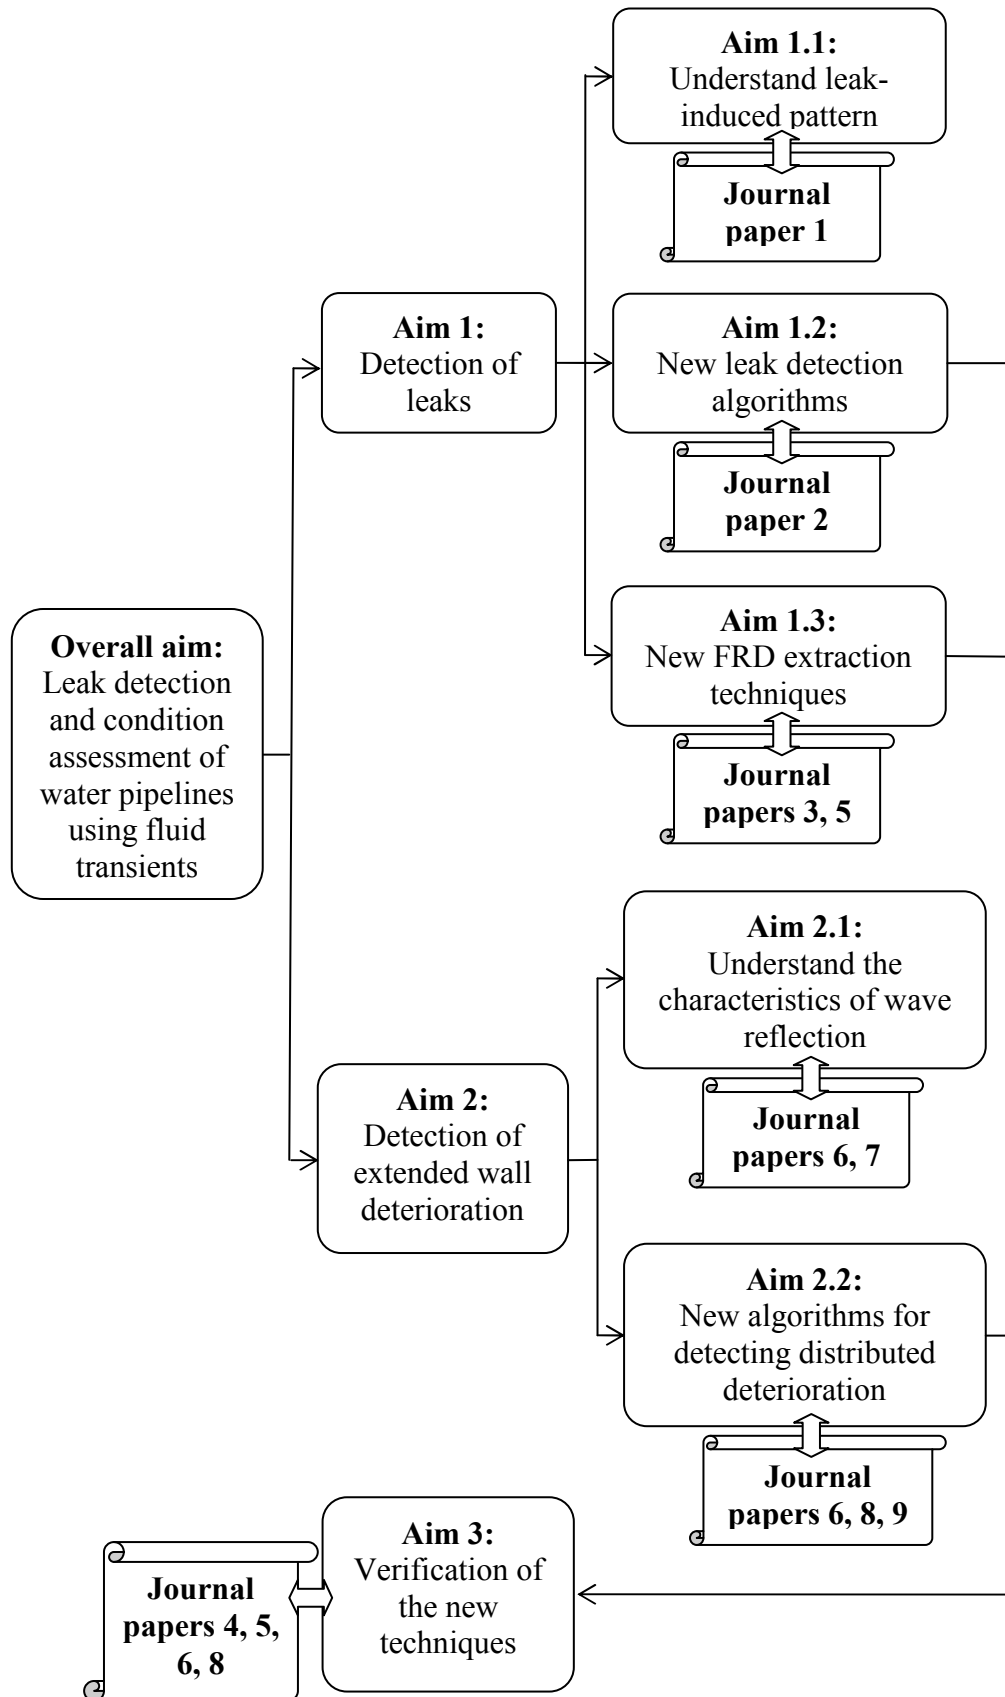 Aim 1.1:
Understand leak-
induced pattern
Journal
paper 1
Aim 1:
Detection of
leaks
Aim 1.2:
New leak detection
algorithms
Journal
paper 2
Aim 1.3:
New FRD extraction
techniques
Journal
papers 3, 5
Overall aim:
Leak detection
and condition
assessment of
water pipelines
using fluid
transients
Aim 2.1:
Understand the
characteristics of wave
reflection
Journal
papers 6, 7
Aim 2:
Detection of
extended wall
deterioration
Aim 2.2:
New algorithms for
detecting distributed
deterioration
Journal
papers 6, 8, 9
Aim 3:
Verification of
the new
techniques
Journal
papers 4, 5,
6, 8